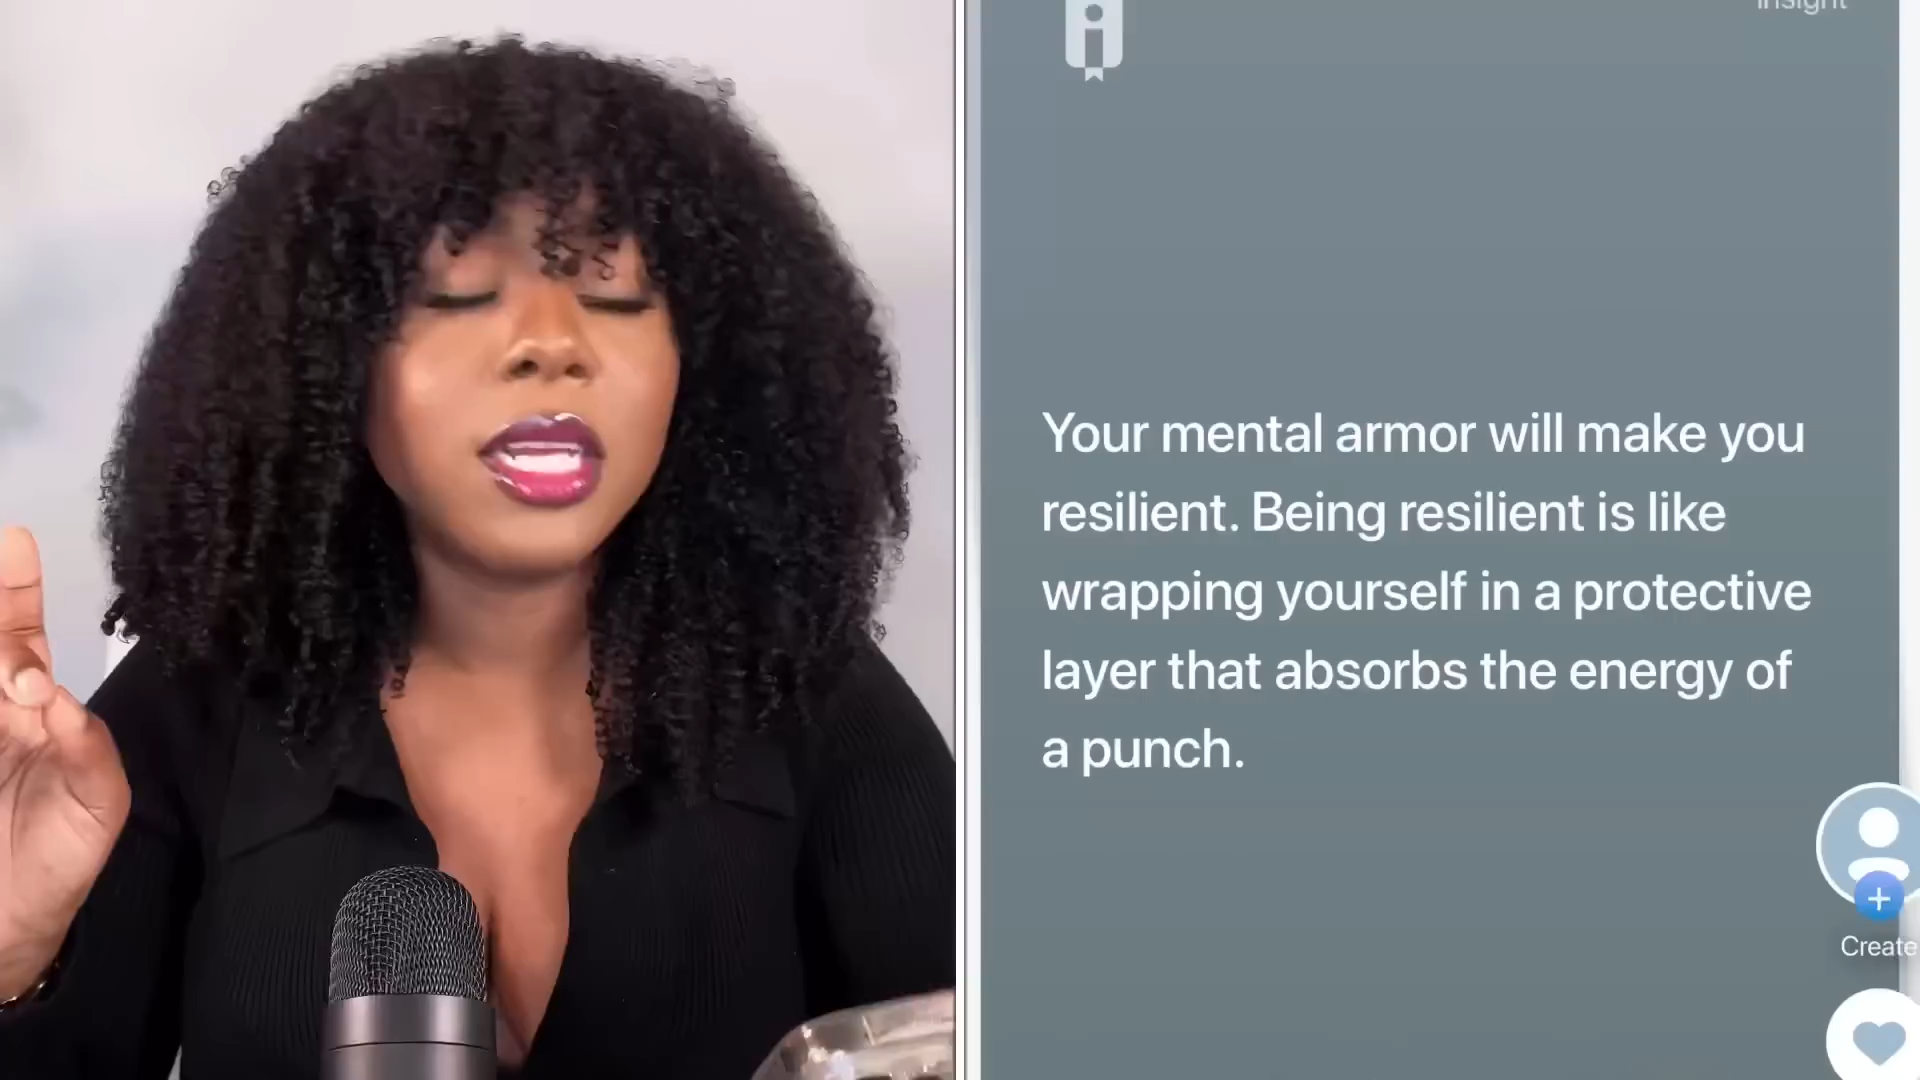 insight
Your mental armor will make you
resilient. Being resilient is like
wrapping yourself in a protective
layer that absorbs the energy of
a punch.
Create